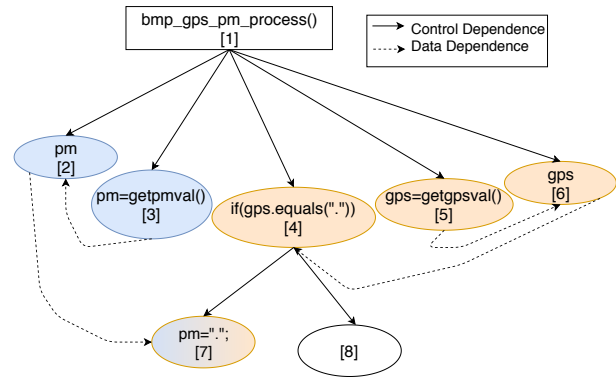 bmp_gps_pm_process()
[1]
Control Dependence
Data Dependence
pm
[2]
pm=getpmval()
[3]
if(gps.equals("."))
[4]
gps=getgpsval()
[5]
gps
[6]
pm=".";
[7]
[8]